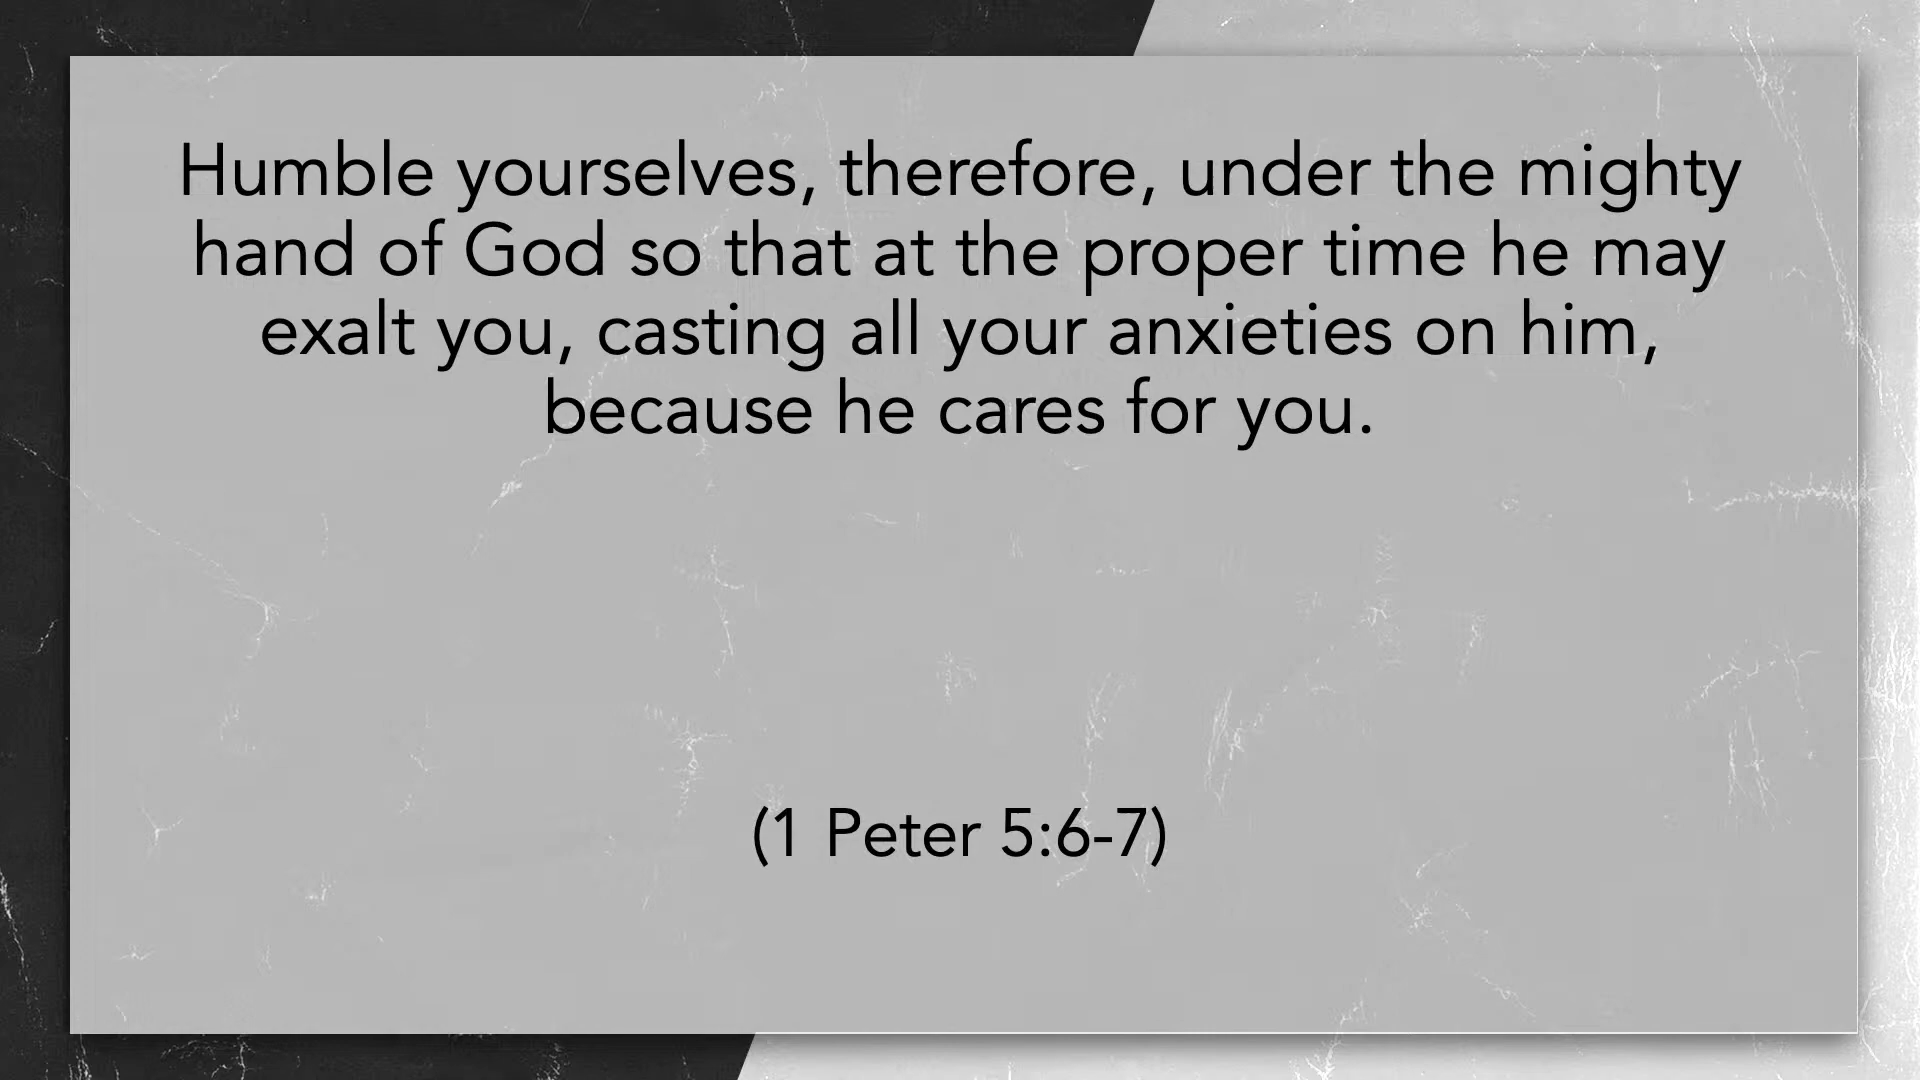 Humble yourselves, therefore, under the mighty
hand of God so that at the proper time he may
exalt you, casting all your anxieties on him,
because he cares for you.
(1 Peter 5:6-7)